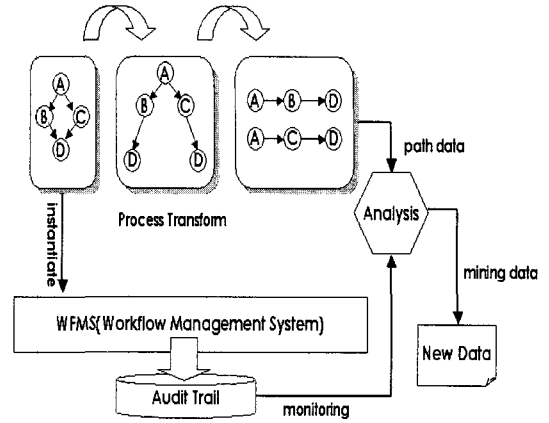 A
B
C
D
A
B
C
D
D
A B D
A C D
path data
Process Transform
Analysis
instantiate
mining data
WFMS(Workflow Management System)
New Data
Audit Trail
monitoring